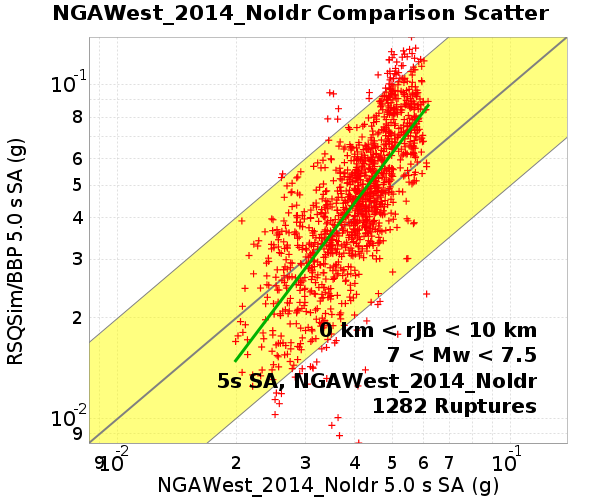 NGAWest_2014_NoIdr Comparison Scatter
RSQSim/BBP 5.0 s SA (g)
10-1
8
6
5
4
3
2
10-2
9
0 km < rJB < 10 km
7 < Mw < 7.5
5s SA, NGAWest_2014_NoIdr
1282 Ruptures
9 10-2 2 3 4 5 6 7 10-1
NGAWest_2014_NoIdr 5.0 s SA (g)